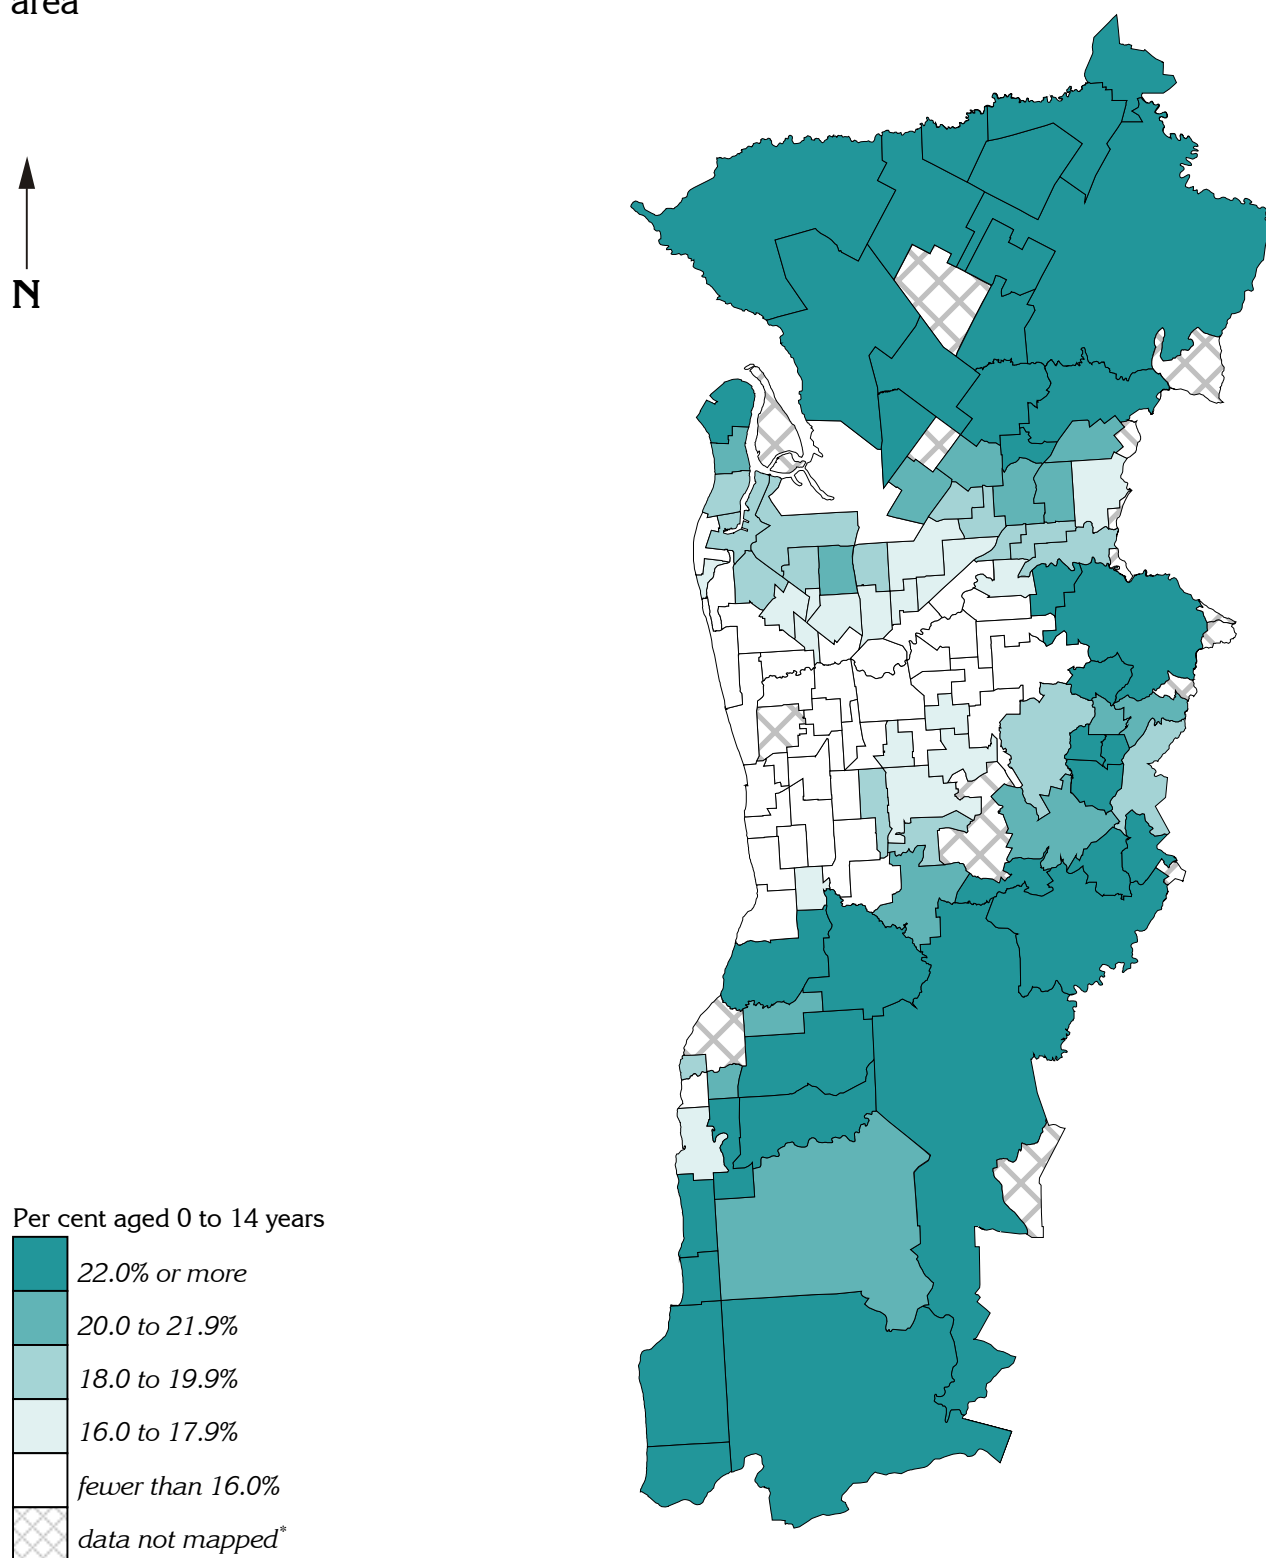 area
N
Per cent aged 0 to 14 years
22.0% or more
20.0 to 21.9%
18.0 to 19.9%
16.0 to 17.9%
fewer than 16.0%
data not mapped*